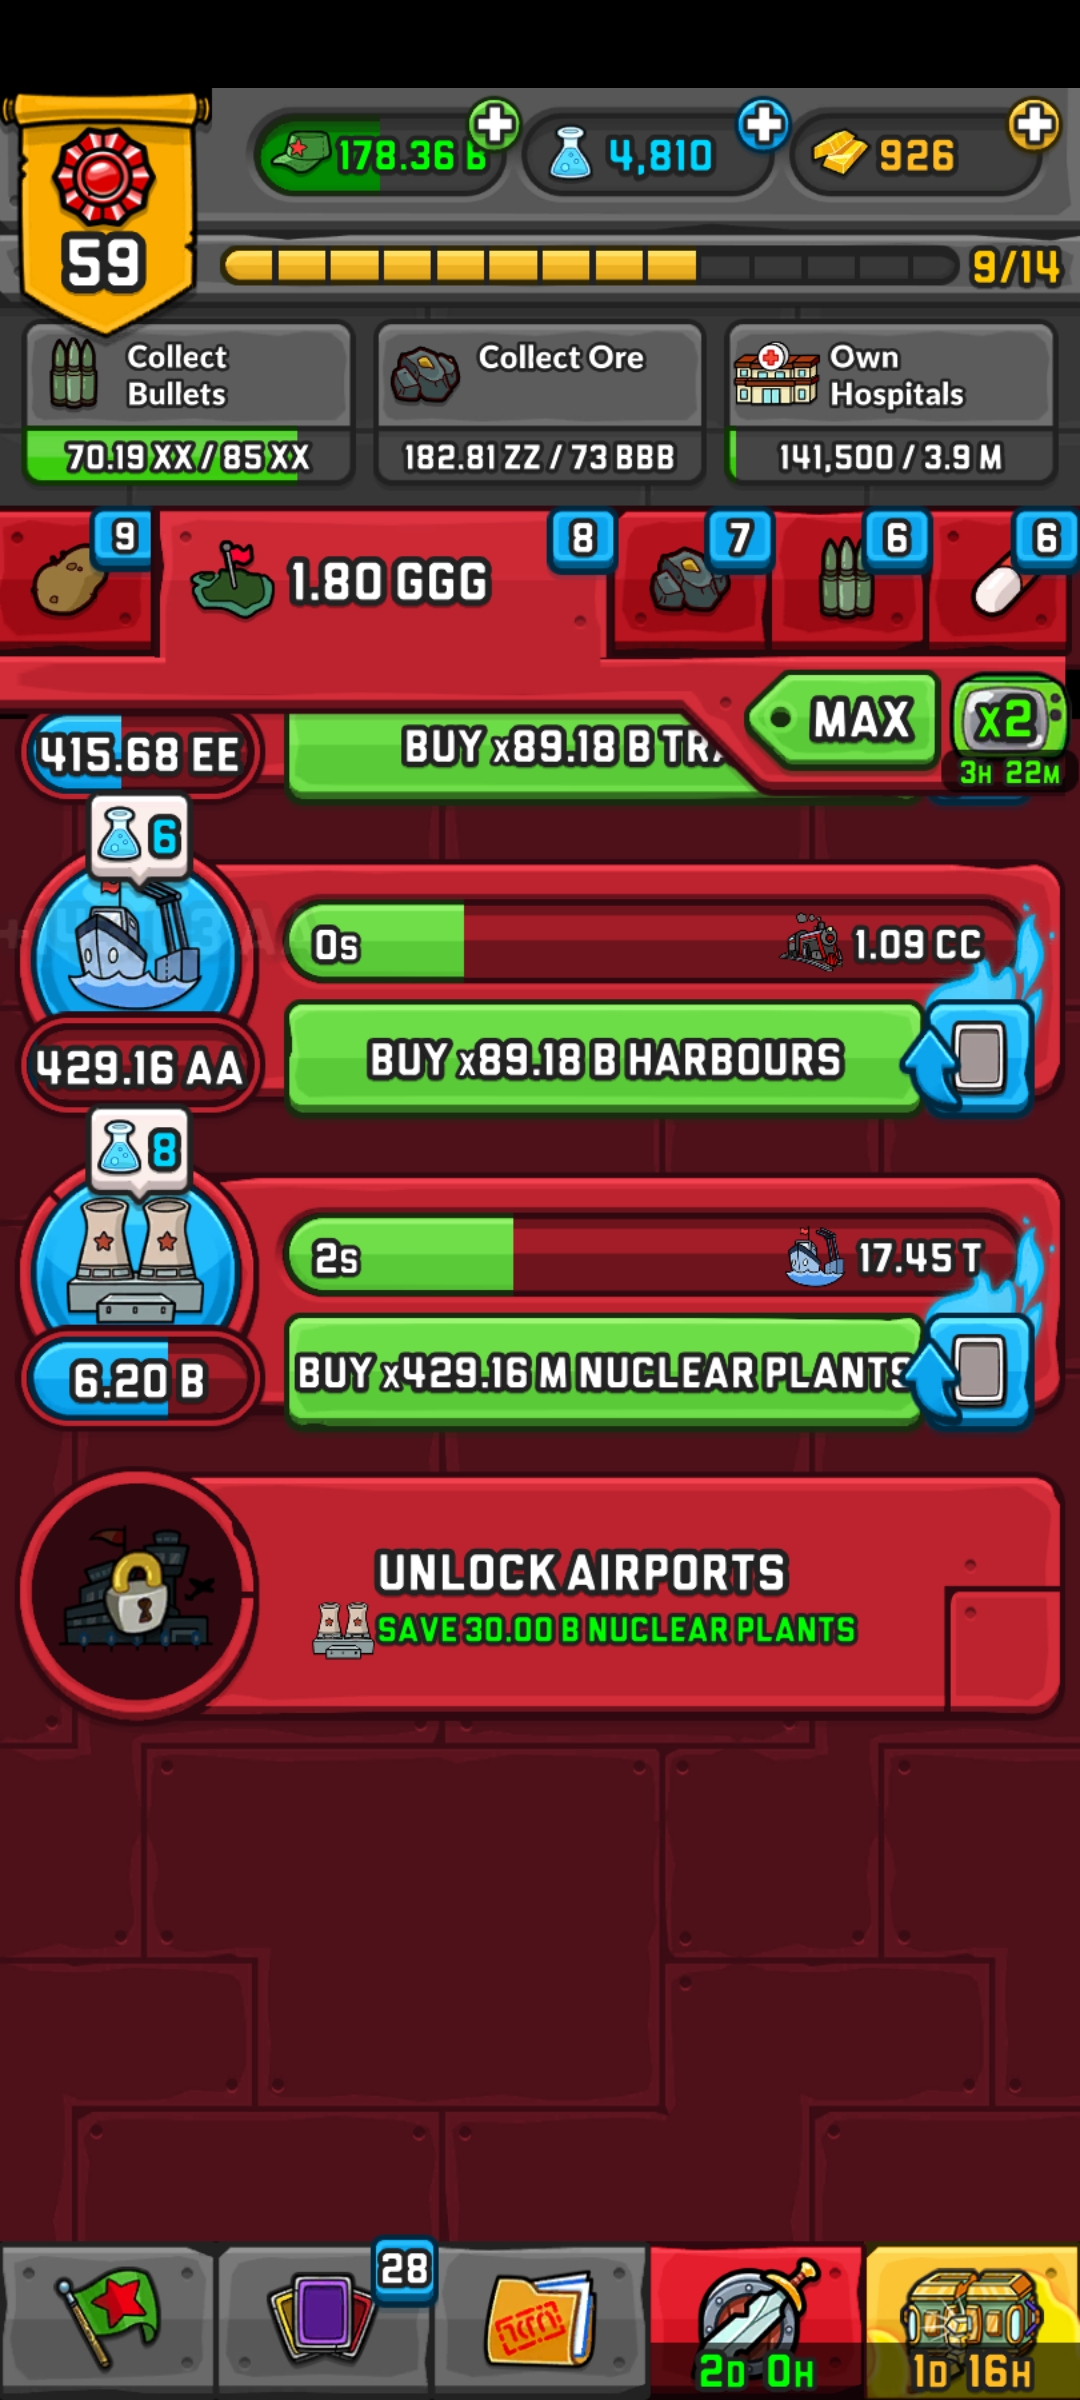 178.36 B
4,810
926
59
9/14
Collect
Bullets
70.19 XX / 85 XX
Collect Ore
182.81 ZZ / 73 BBB
Own
Hospitals
141,500 / 3.9 M
9
1.80 GGG
8
7
6
6
MAX
x2
3H 22M
415.68 EE
BUY x89.18 B TRA
6
0s
1.09 CC
429.16 AA
BUY x89.18 B HARBOURS
8
2s
17.45 T
6.20 B
BUY x429.16 M NUCLEAR PLANTS
UNLOCK AIRPORTS
SAVE 30.00 B NUCLEAR PLANTS
28
2D 0H
1D 16H